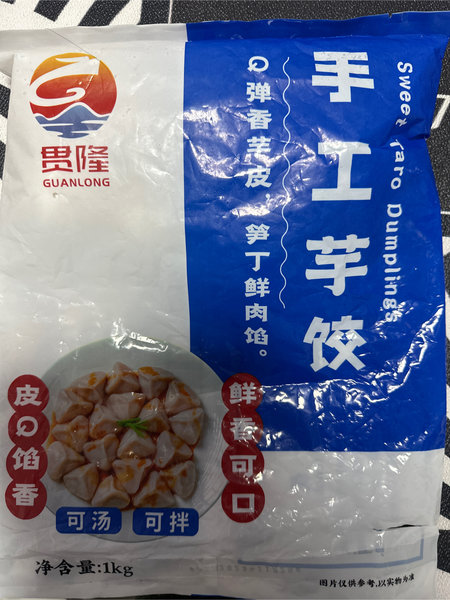 贯隆
GUANLONG
手工芋饺
Sweet Taro Dumplings
Q弹香芋皮 笋丁鲜肉馅。
皮Q馅香
鲜香可口
可汤
可拌
净含量:1kg
图片仅供参考,以实物为准